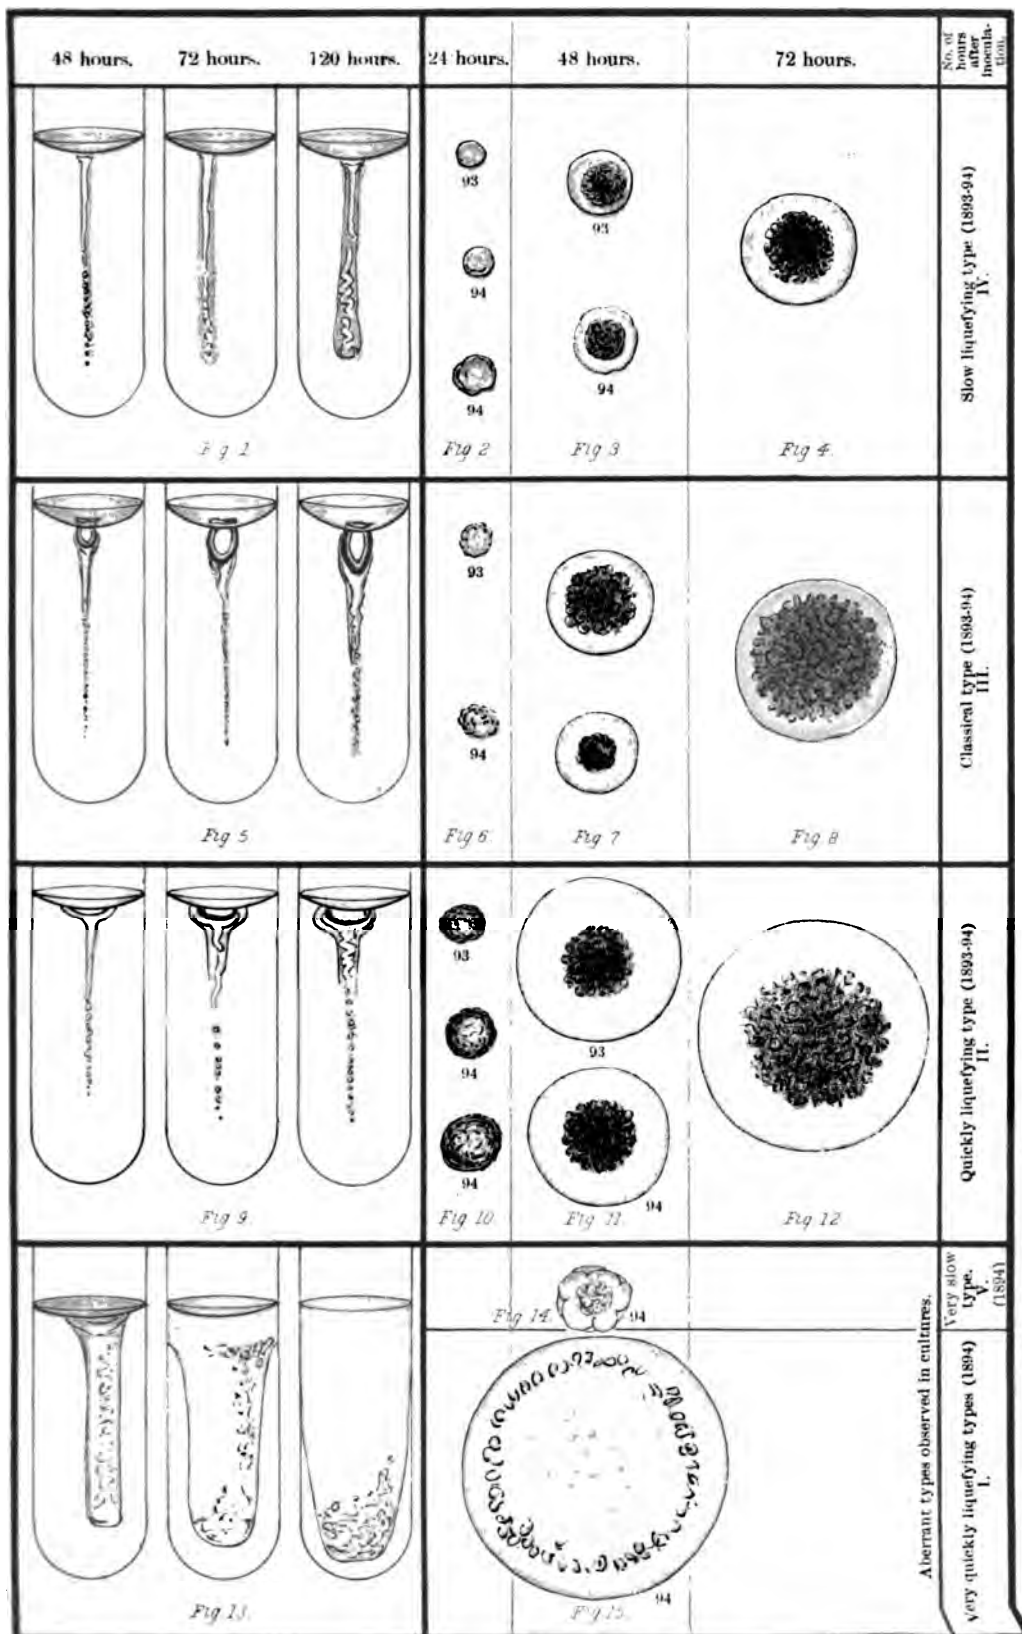 48 hours. 72 hours. 120 hours. 24 hours. 48 hours. 72 hours.
No. of
hours
after
inocula-
tion.
93
94
94
93
94
Fig 1
Fig 2
Fig 3
Fig 4.
Slow liquefying type (1893-94)
IV.
93
94
Fig 5
Fig 6.
Fig 7
Fig 8
Classical type (1893-94)
III.
93
94
94
93
94
Fig 9.
Fig 10.
Fig 11.
Fig 12
Quickly liquefying type (1893-94)
II.
Fig 14.
94
Very slow
type.
V.
(1894)
94
Fig 13.
Fig 15.
Aberrant types observed in cultures.
Very quickly liquefying types (1894)
I.